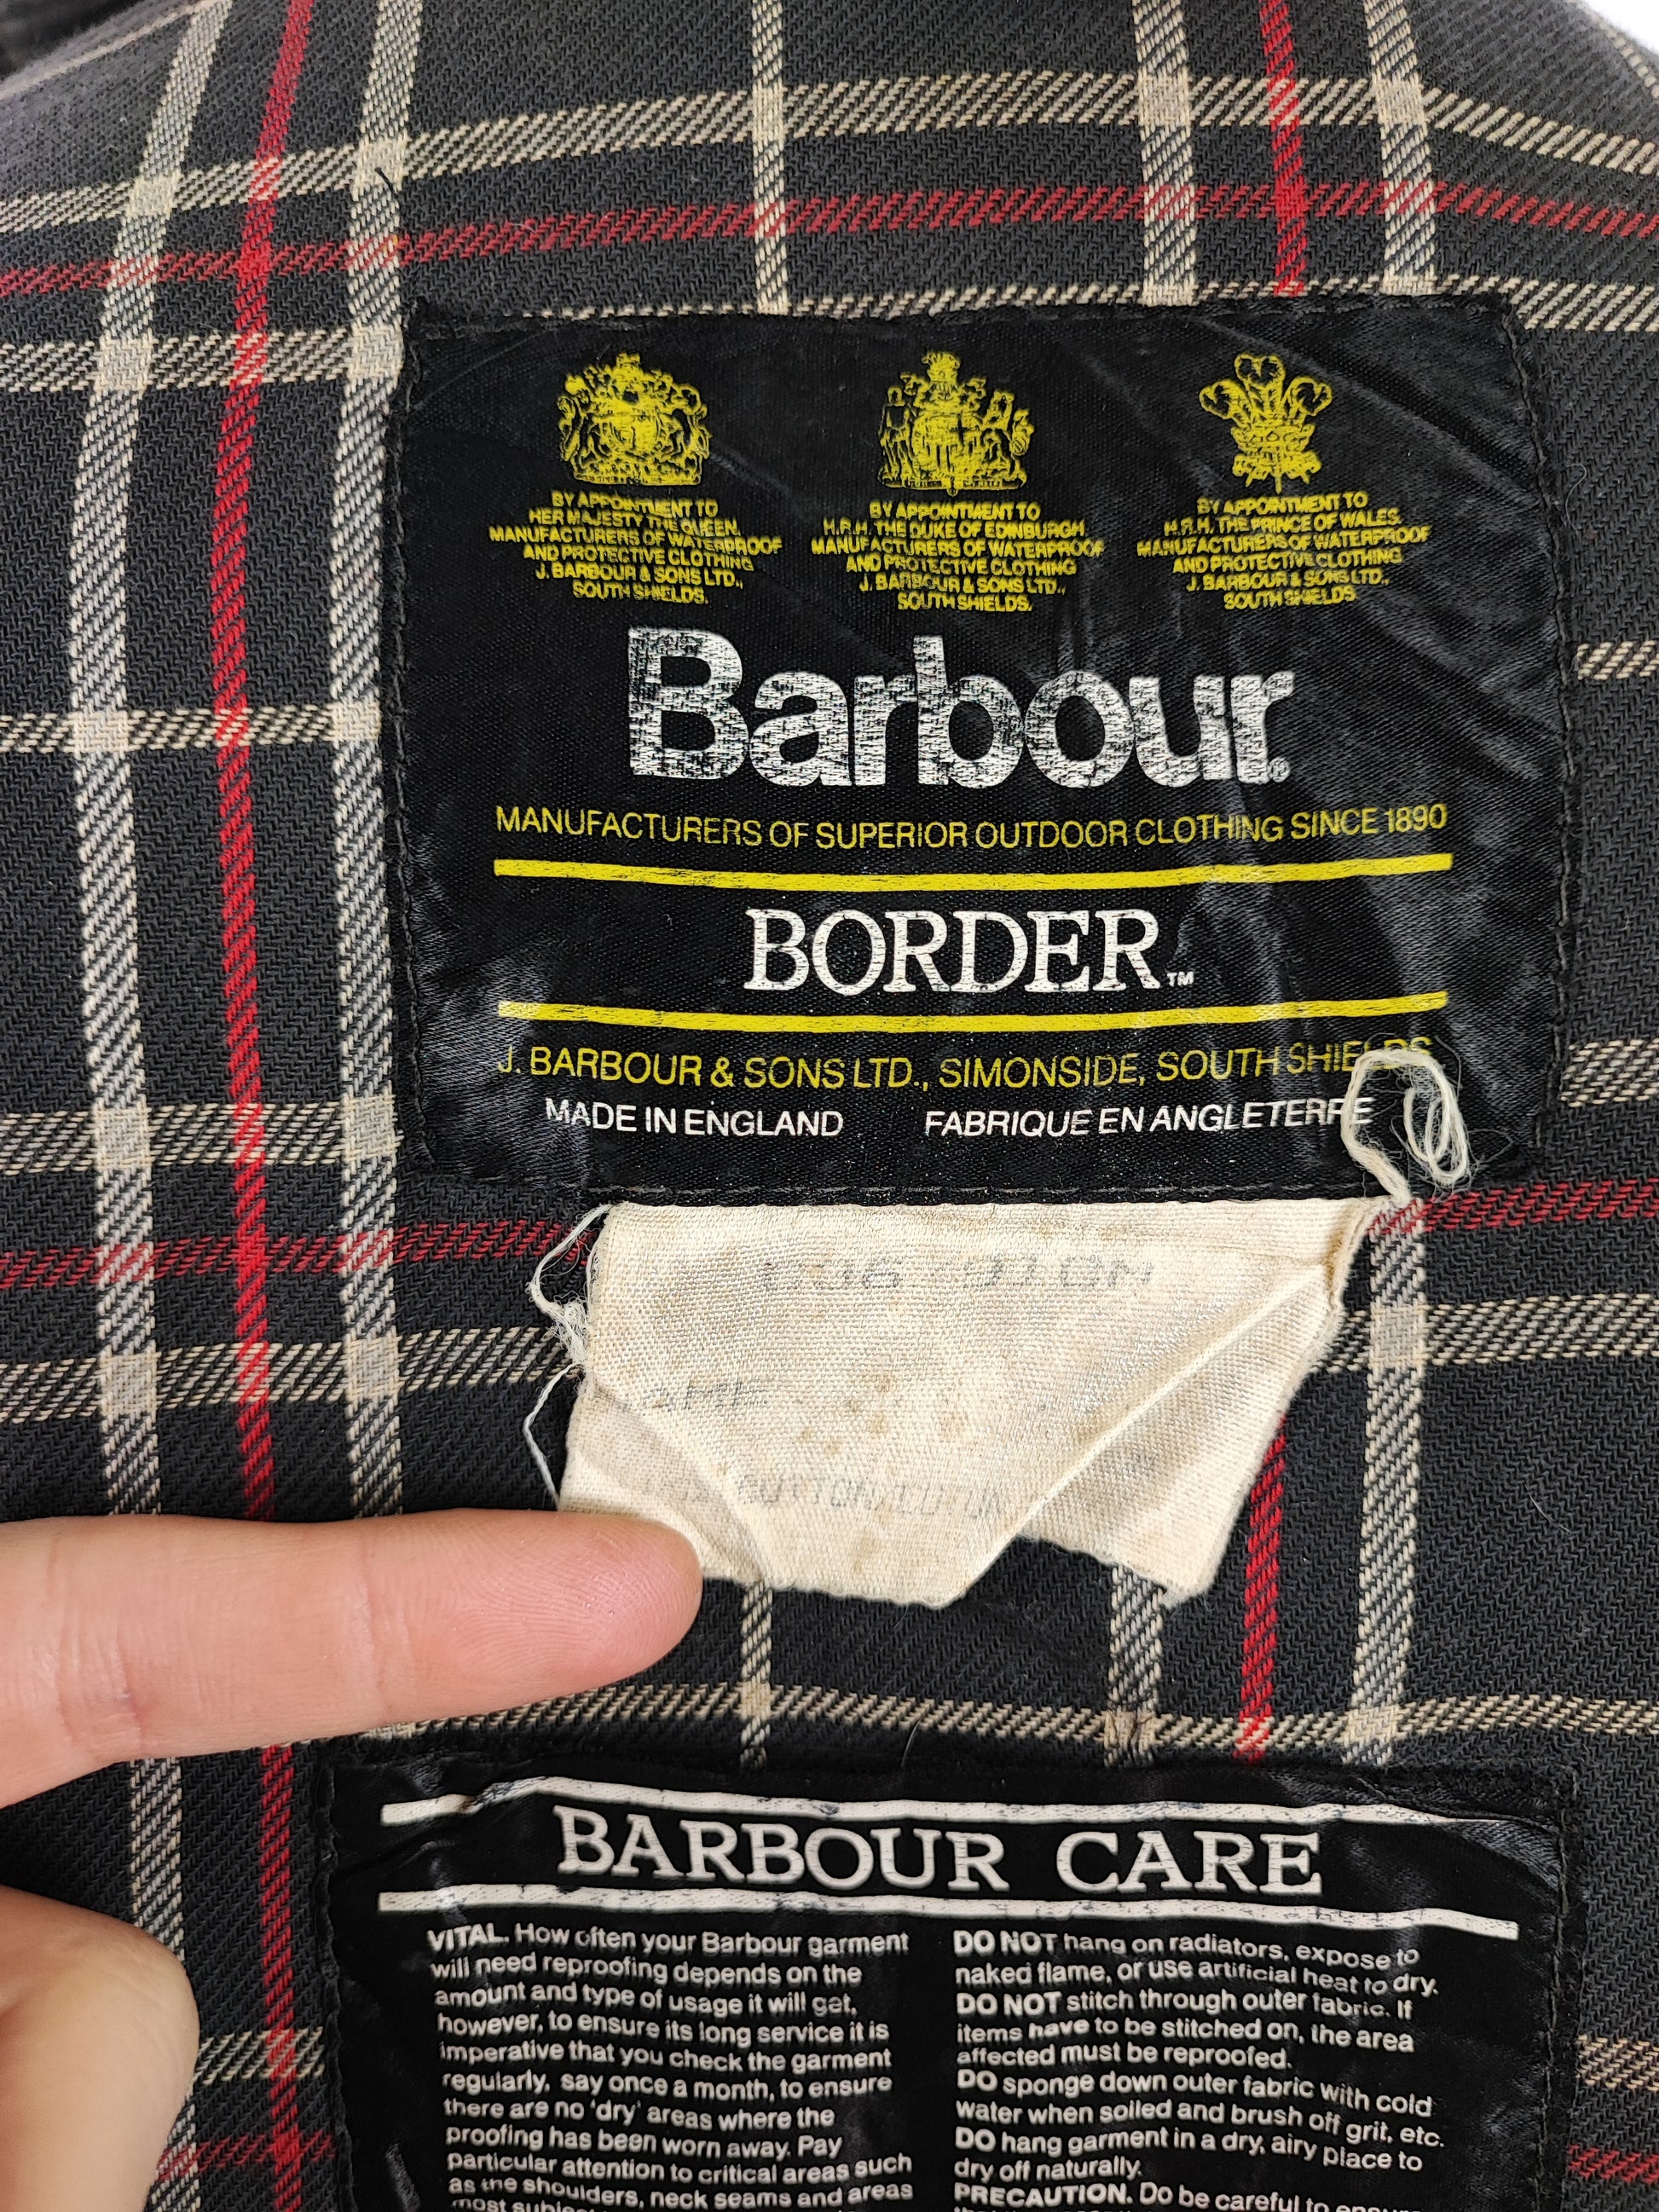 BY APPOINTMENT TO
HER MAJESTY THE QUEEN
MANUFACTURERS OF WATERPROOF
AND PROTECTIVE CLOTHING
J. BARBOUR & SONS LTD.,
SOUTH SHIELDS.
BY APPOINTMENT TO
H.R.H. THE DUKE OF EDINBURGH
MANUFACTURERS OF WATERPROOF
AND PROTECTIVE CLOTHING
J. BARBOUR & SONS LTD.,
SOUTH SHIELDS.
BY APPOINTMENT TO
H.R.H. THE PRINCE OF WALES.
MANUFACTURERS OF WATERPROOF
AND PROTECTIVE CLOTHING
J. BARBOUR & SONS LTD.,
SOUTH SHIELDS.
Barbour®
MANUFACTURERS OF SUPERIOR OUTDOOR CLOTHING SINCE 1890
BORDER™
J. BARBOUR & SONS LTD., SIMONSIDE, SOUTH SHIELDS
MADE IN ENGLAND FABRIQUE EN ANGLETERRE
BARBOUR CARE
VITAL. How often your Barbour garment
will need reproofing depends on the
amount and type of usage it will get,
however, to ensure its long service it is
imperative that you check the garment
regularly, say once a month, to ensure
there are no 'dry' areas where the
proofing has been worn away. Pay
particular attention to critical areas such
as the shoulders, neck seams and areas
most
DO NOT hang on radiators, expose to
naked flame, or use artificial heat to dry.
DO NOT stitch through outer fabric. If
items have to be stitched on, the area
affected must be reproofed.
DO sponge down outer fabric with cold
water when soiled and brush off grit, etc.
DO hang garment in a dry, airy place to
dry off naturally.
PRECAUTION. Do be careful to ensure